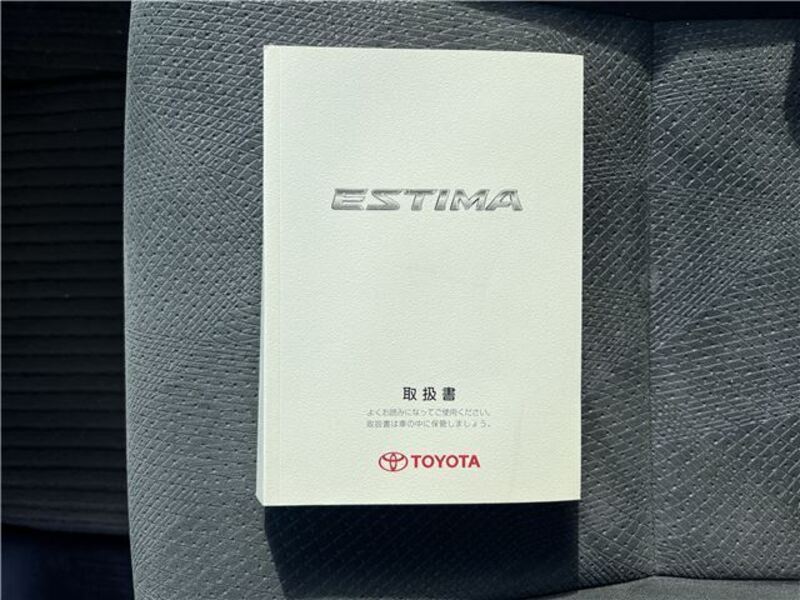 ESTIMA
取扱書
よくお読みになってご使用ください。
取扱書は車の中に保管しましょう。
TOYOTA